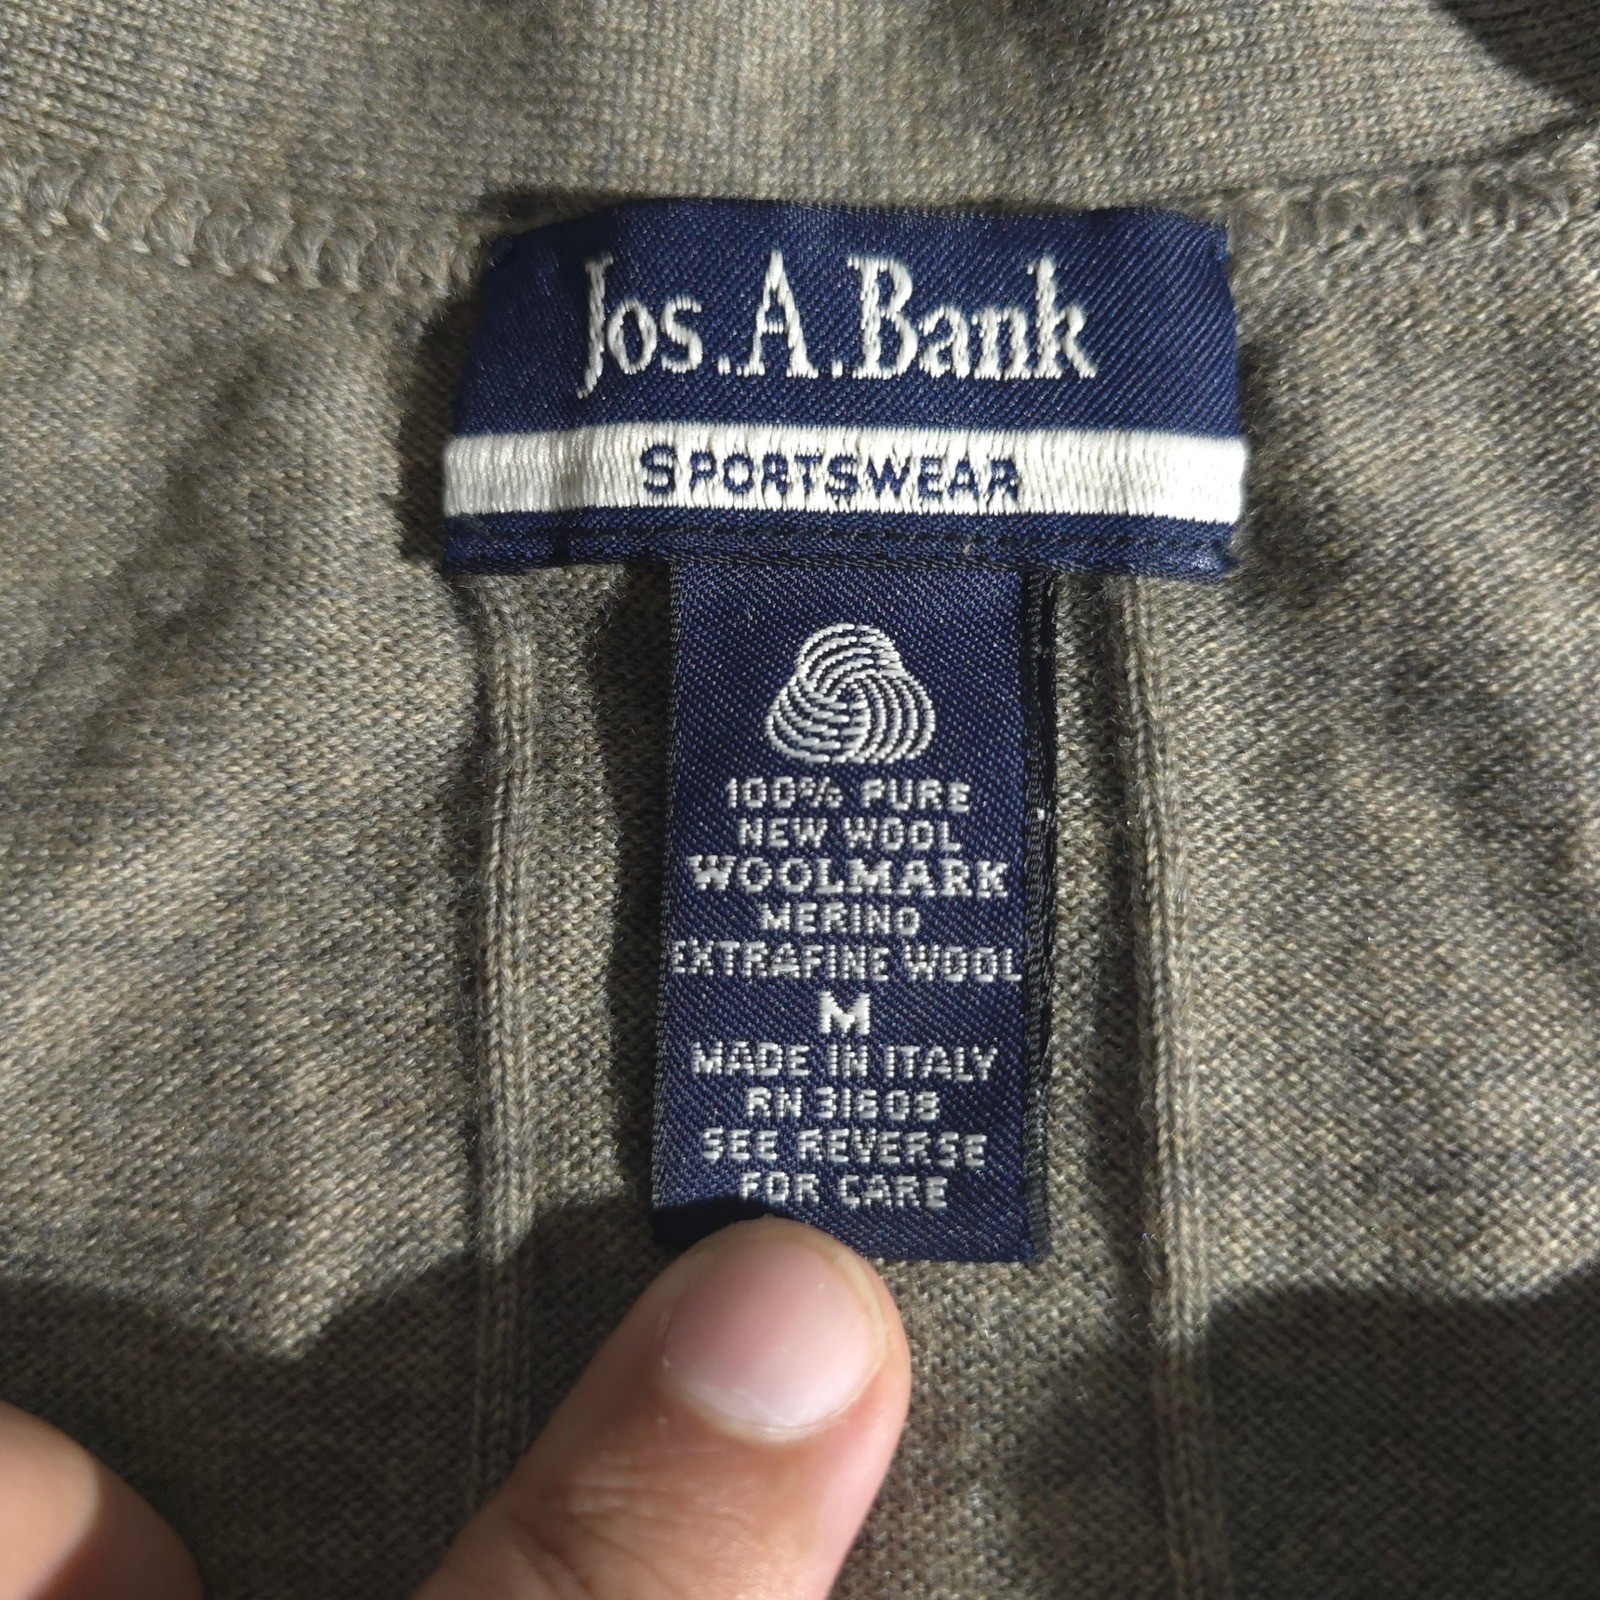 Jos.A.Bank
SPORTSWEAR
100% PURE
NEW WOOL
WOOLMARK
MERINO
EXTRAFINE WOOL
M
MADE IN ITALY
RN 31608
SEE REVERSE
FOR CARE